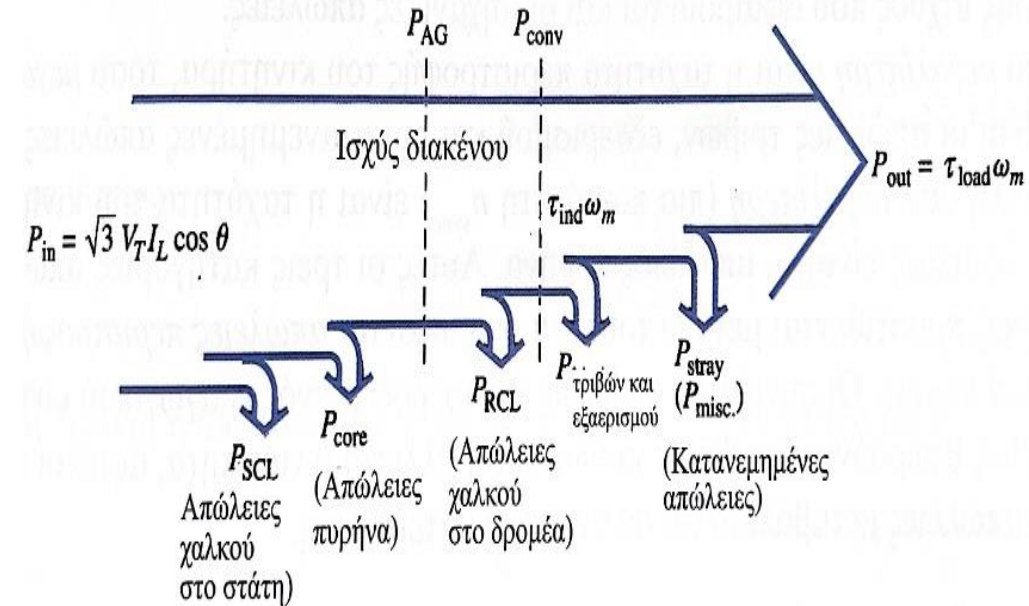 P_AG P_conv
Ισχύς διακένου
P_out = τ_load ω_m
τ_ind ω_m
P_in = √3 V_T I_L cos θ
P_SCL
Απώλειες
χαλκού
στο στάτη)
P_core
(Απώλειες
πυρήνα)
P_RCL
(Απώλειες
χαλκού
στο δρομέα)
P_τριβών και
εξαερισμού
P_stray
(P_misc.)
(Κατανεμημένες
απώλειες)